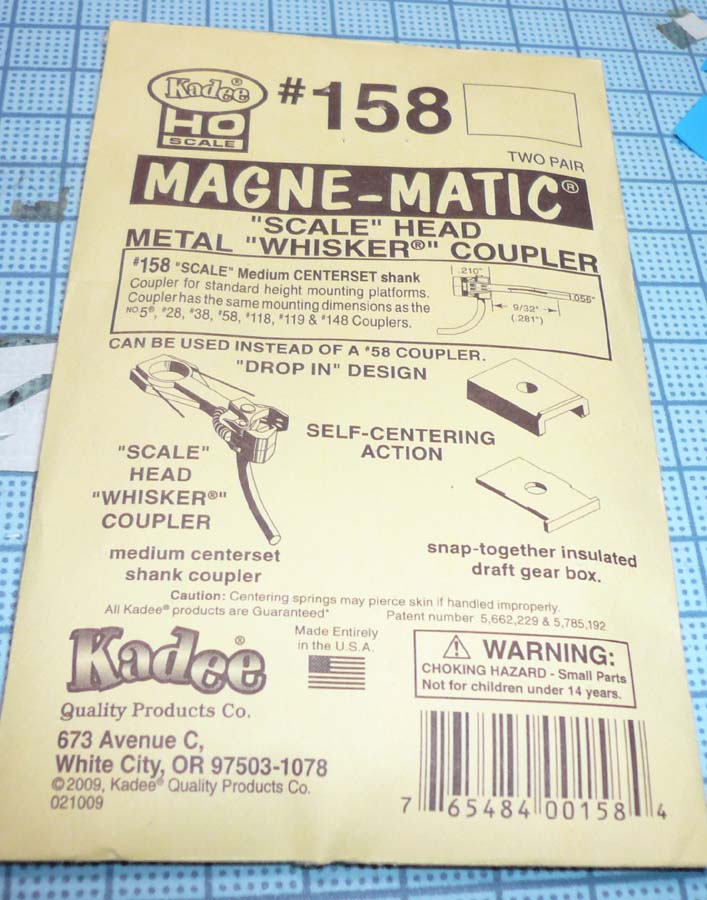 Kadee®
HO
SCALE
#158
TWO PAIR
MAGNE-MATIC®
"SCALE" HEAD
METAL "WHISKER®" COUPLER
#158 "SCALE" Medium CENTERSET shank
Coupler for standard height mounting platforms.
Coupler has the same mounting dimensions as the
NO.5®, #28, #38, #58, #118, #119 & #148 Couplers.
.210"
.056"
9/32"
(.281")
CAN BE USED INSTEAD OF A #58 COUPLER.
"DROP IN" DESIGN
SELF-CENTERING
ACTION
"SCALE"
HEAD
"WHISKER®"
COUPLER
medium centerset
shank coupler
snap-together insulated
draft gear box.
Caution: Centering springs may pierce skin if handled improperly.
All Kadee® products are Guaranteed*
Patent number 5,662,229 & 5,785,192
Kadee®
Quality Products Co.
Made Entirely
in the U.S.A.
WARNING:
CHOKING HAZARD - Small Parts
Not for children under 14 years.
673 Avenue C,
White City, OR 97503-1078
©2009, Kadee® Quality Products Co.
021009
7 65484 00158 4